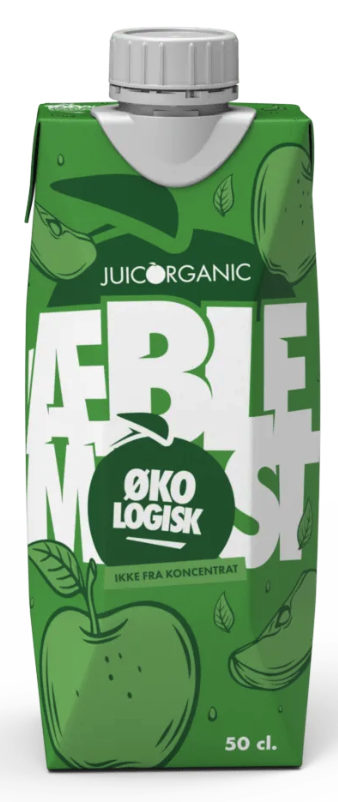 JUICORGANIC
ÆBLE
MOST
ØKO
LOGISK
IKKE FRA KONCENTRAT
50 cl.